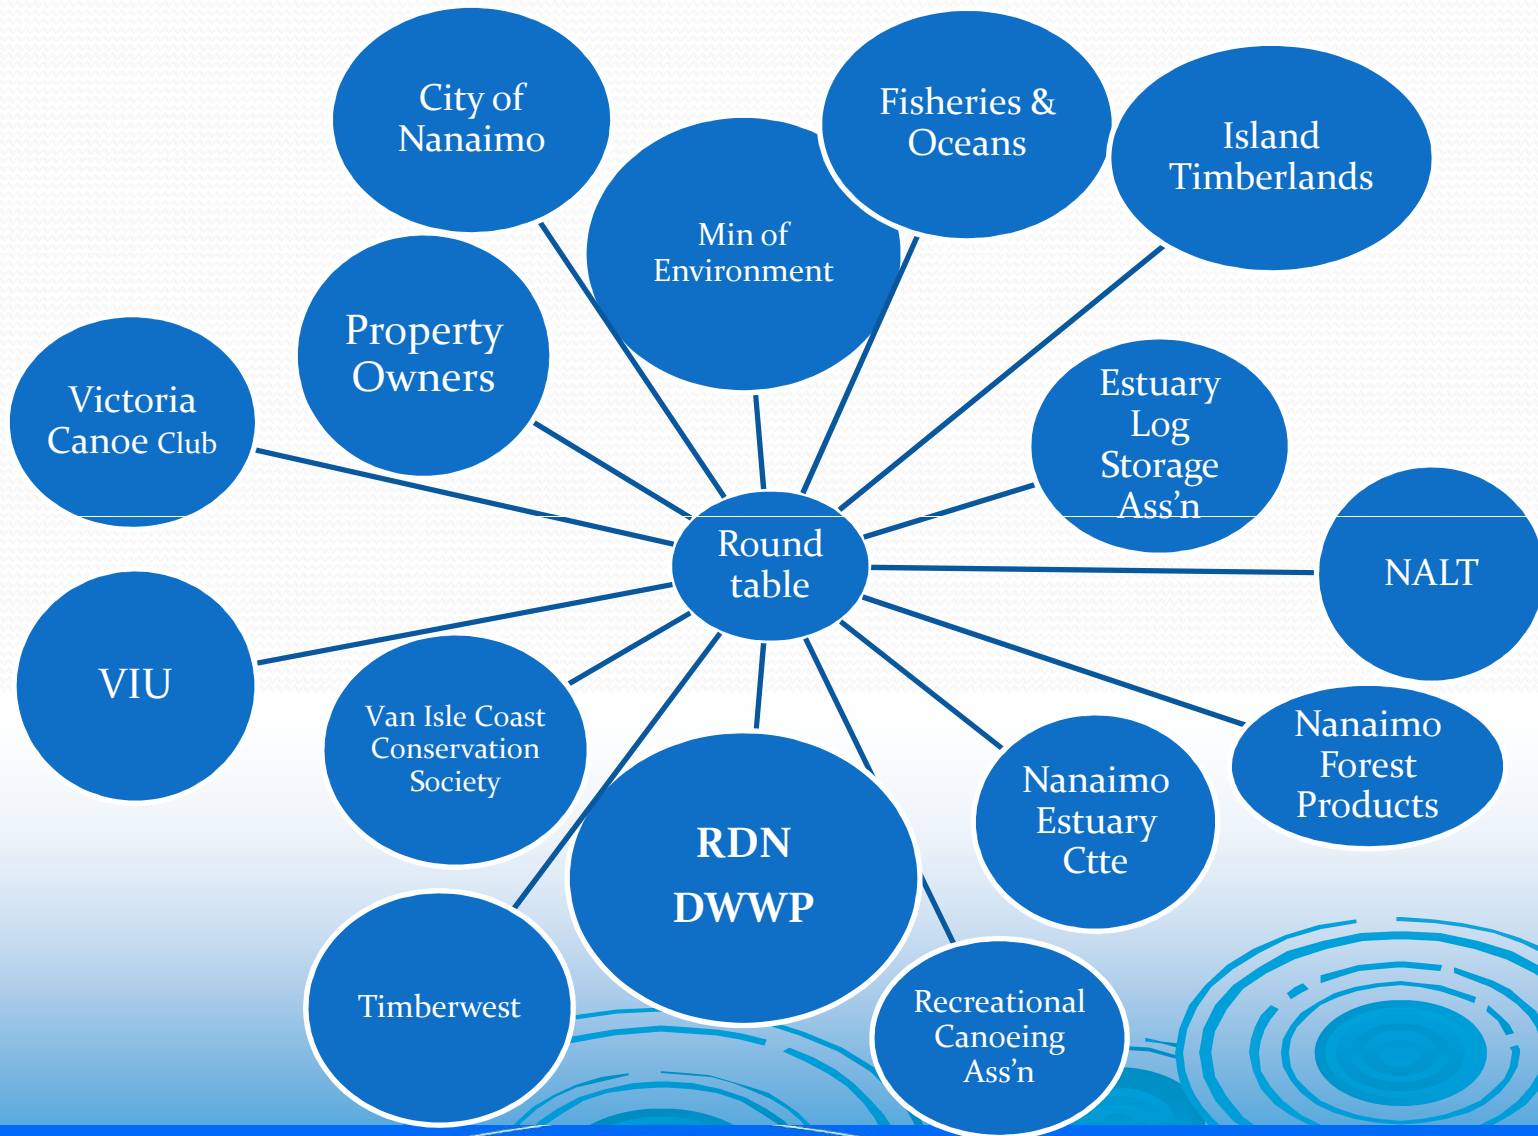 City of
Nanaimo
Fisheries &
Oceans
Island
Timberlands
Min of
Environment
Property
Owners
Victoria
Canoe Club
Estuary
Log
Storage
Ass’n
Round
table
NALT
VIU
Van Isle Coast
Conservation
Society
Nanaimo
Forest
Products
Nanaimo
Estuary
Ctte
RDN
DWWP
Timberwest
Recreational
Canoeing
Ass’n